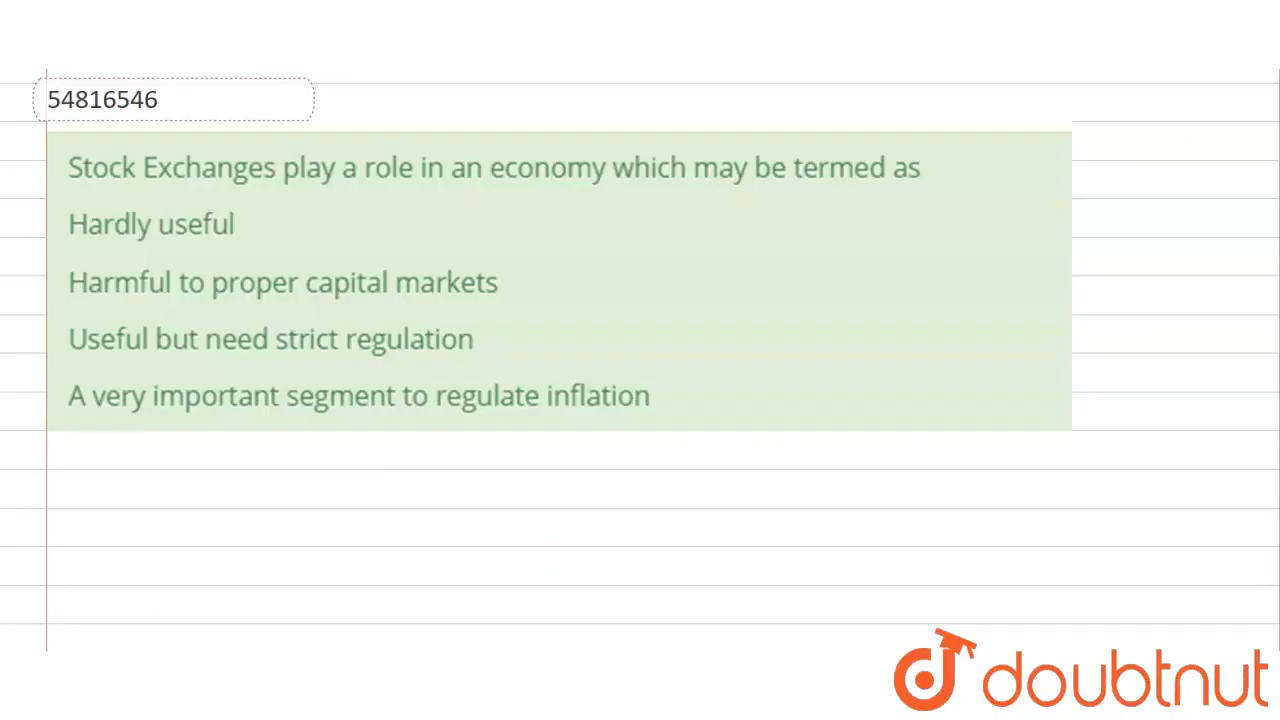 54816546
Stock Exchanges play a role in an economy which may be termed as
Hardly useful
Harmful to proper capital markets
Useful but need strict regulation
A very important segment to regulate inflation
doubtnut